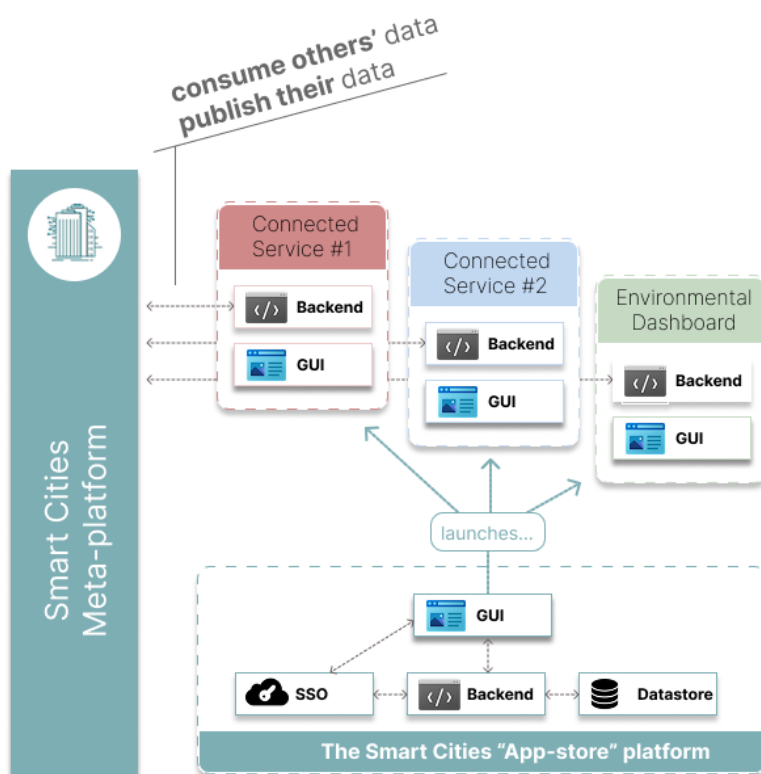 consume others’ data
publish their data
Smart Cities
Meta-platform
Connected
Service #1
Backend
GUI
Connected
Service #2
Backend
GUI
Environmental
Dashboard
Backend
GUI
launches...
GUI
SSO
Backend
Datastore
The Smart Cities “App-store” platform